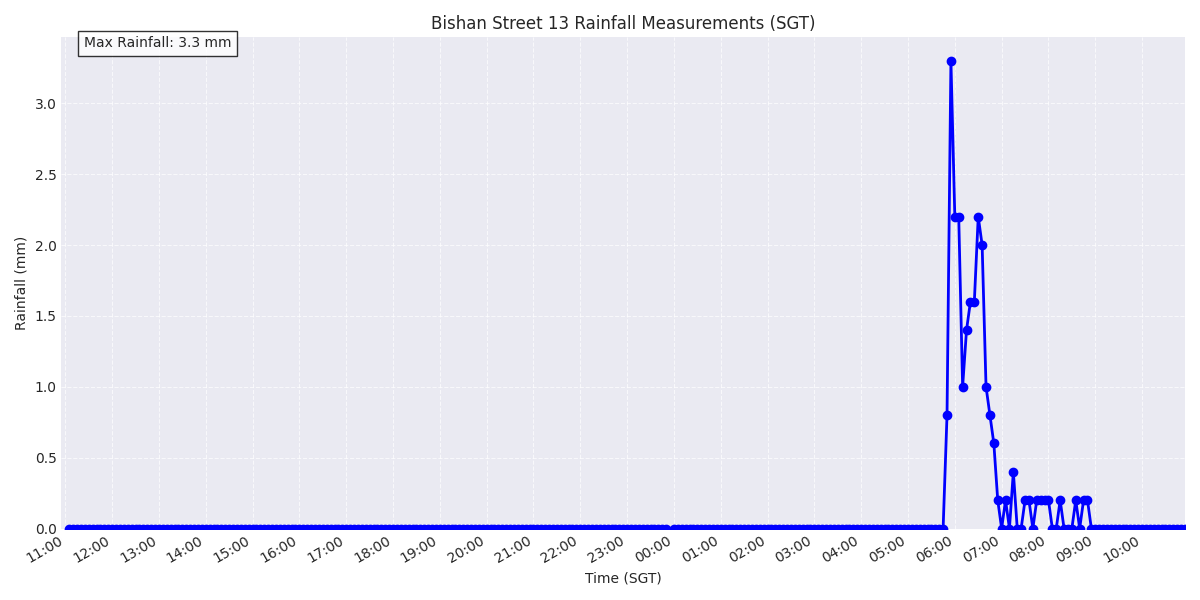 Bishan Street 13 Rainfall Measurements (SGT)
Max Rainfall: 3.3 mm
Rainfall (mm)
3.0
2.5
2.0
1.5
1.0
0.5
0.0
11:00 12:00 13:00 14:00 15:00 16:00 17:00 18:00 19:00 20:00 21:00 22:00 23:00 00:00 01:00 02:00 03:00 04:00 05:00 06:00 07:00 08:00 09:00 10:00
Time (SGT)